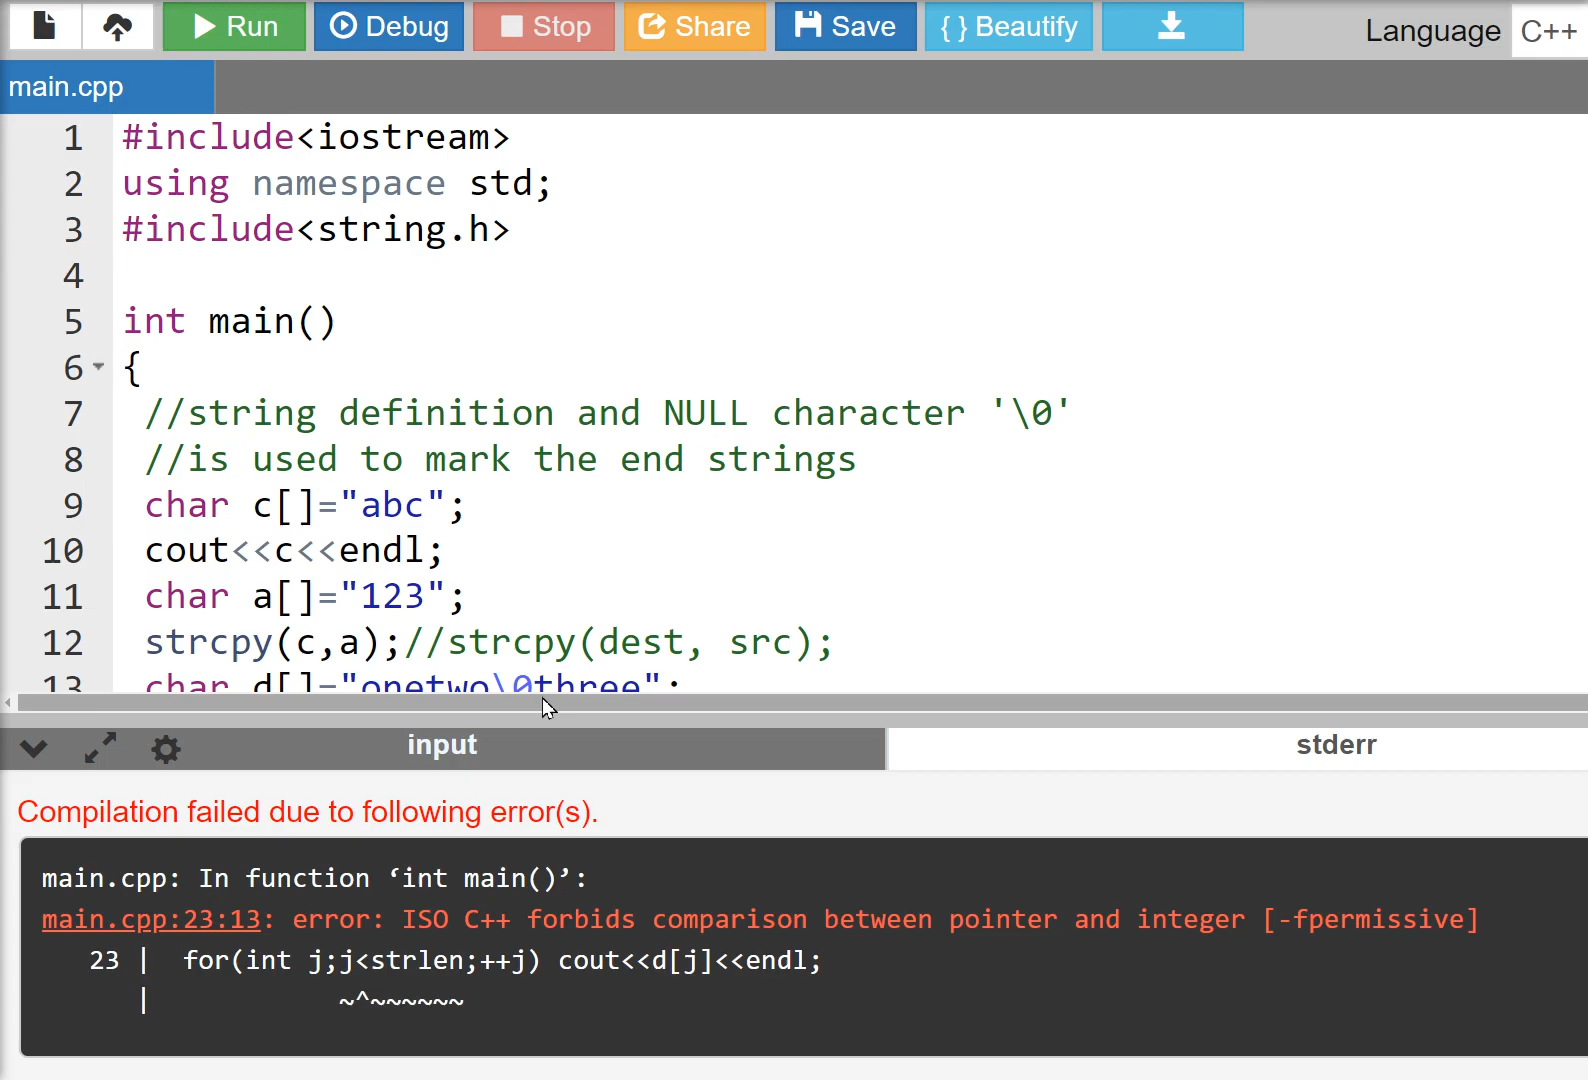 Run Debug Stop Share Save { } Beautify Language C++
main.cpp
1 #include<iostream>
2 using namespace std;
3 #include<string.h>
4
5 int main()
6 {
7 //string definition and NULL character '\0'
8 //is used to mark the end strings
9 char c[]="abc";
10 cout<<c<<endl;
11 char a[]="123";
12 strcpy(c,a);//strcpy(dest, src);
13 char d[]="onetwo\0three";
input stderr
Compilation failed due to following error(s).
main.cpp: In function ‘int main()’:
main.cpp:23:13: error: ISO C++ forbids comparison between pointer and integer [-fpermissive]
23 | for(int j;j<strlen;++j) cout<<d[j]<<endl;
| ~^~~~~~~